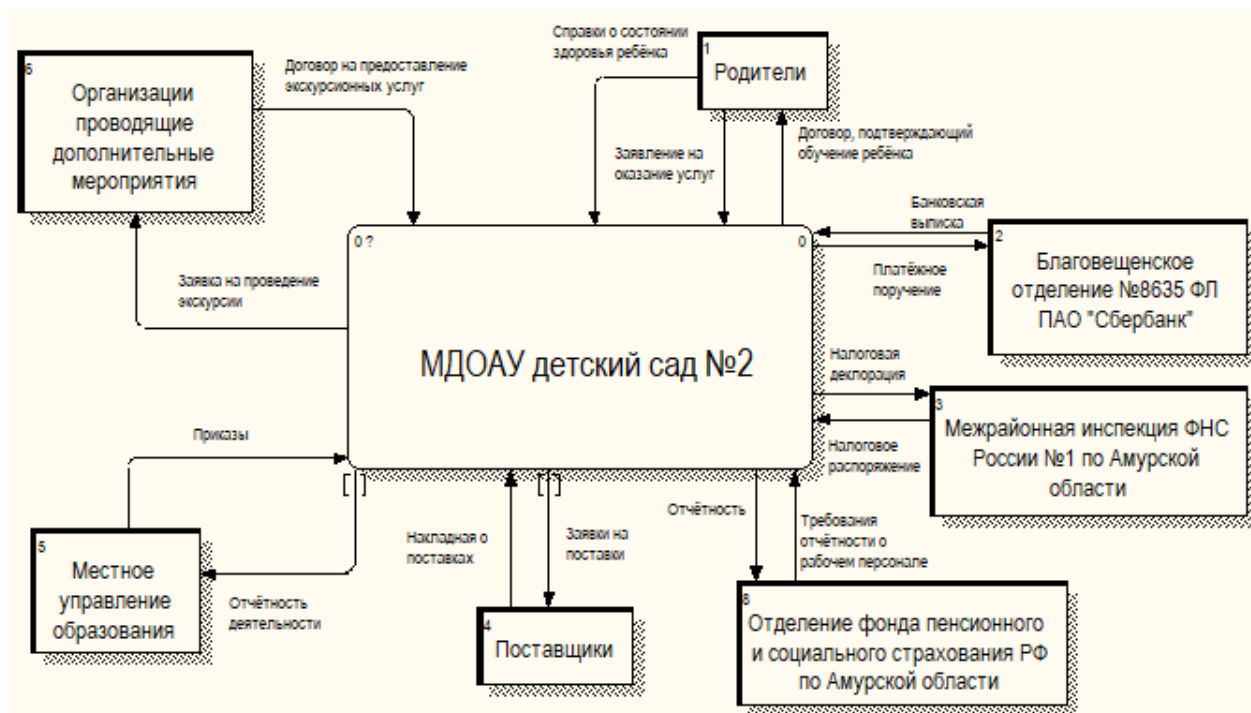 Справки о состоянии
здоровья ребёнка
1
Родители
6
Организации
проводящие
дополнительные
мероприятия
Договор на предоставление
экскурсионных услуг
Договор, подтверждающий
обучение ребёнка
Заявление на
оказание услуг
Банковская
выписка
0 ?
0
2
Благовещенское
отделение №8635 ФЛ
ПАО "Сбербанк"
Платёжное
поручение
Заявка на проведение
экскурсии
МДОАУ детский сад №2
Налоговая
декларация
3
Межрайонная инспекция ФНС
России №1 по Амурской
области
Налоговое
распоряжение
Приказы
[ ]
[ ]
Отчётность
Требования
отчётности о
рабочем персонале
Накладная о
поставках
Заявки на
поставки
5
Местное
управление
образования
Отчётность
деятельности
4
Поставщики
8
Отделение фонда пенсионного
и социального страхования РФ
по Амурской области